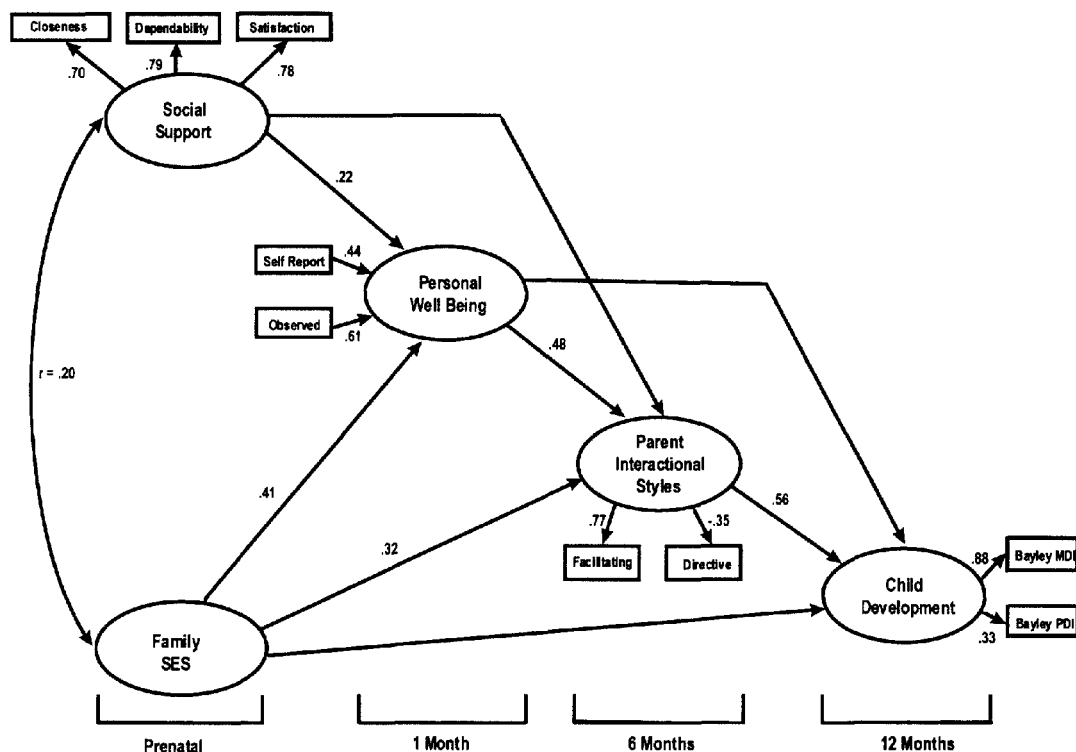 Closeness
Dependability
Satisfaction
.70
.79
.78
Social
Support
.22
Self Report
.44
Personal
Well Being
Observed
.61
r = .20
.48
Parent
Interactional
Styles
.41
.56
.32
.77
-.35
Facilitating
Directive
.88
Bayley MDI
Child
Development
Bayley PDI
.33
Family
SES
Prenatal
1 Month
6 Months
12 Months